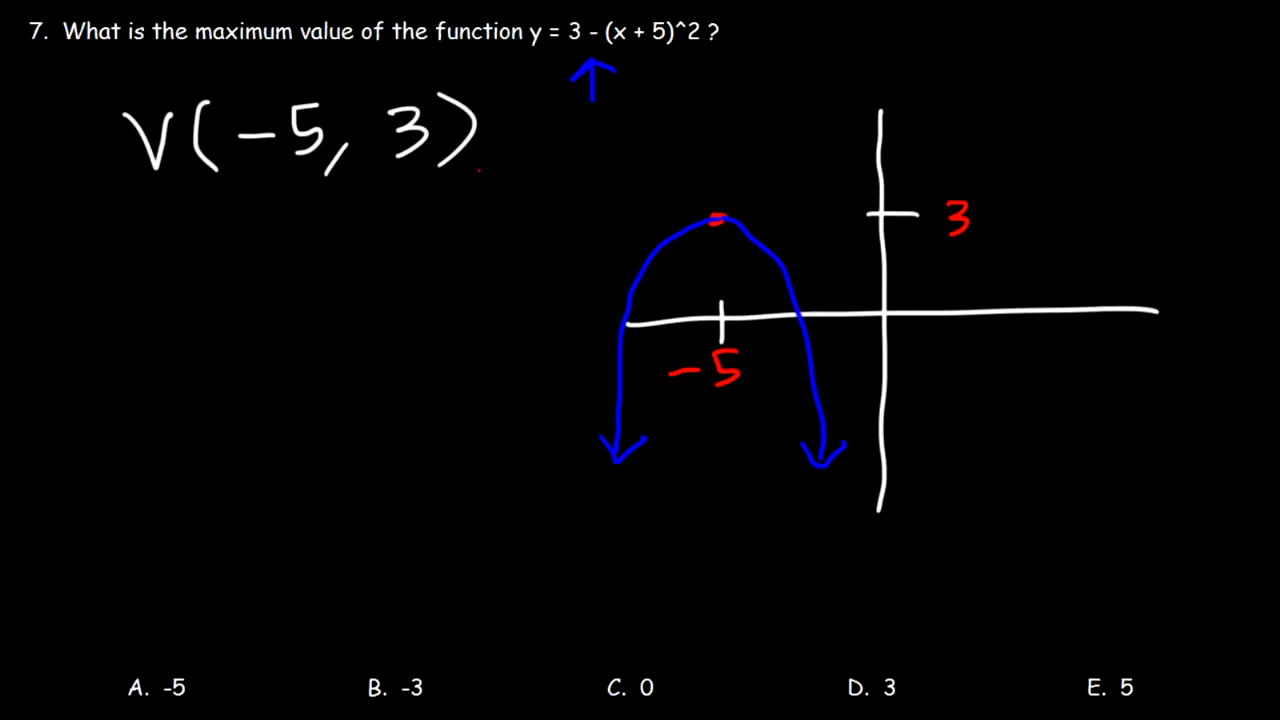 7. What is the maximum value of the function y = 3 - (x + 5)^2 ?
V(-5, 3)
3
-5
A. -5 B. -3 C. 0 D. 3 E. 5